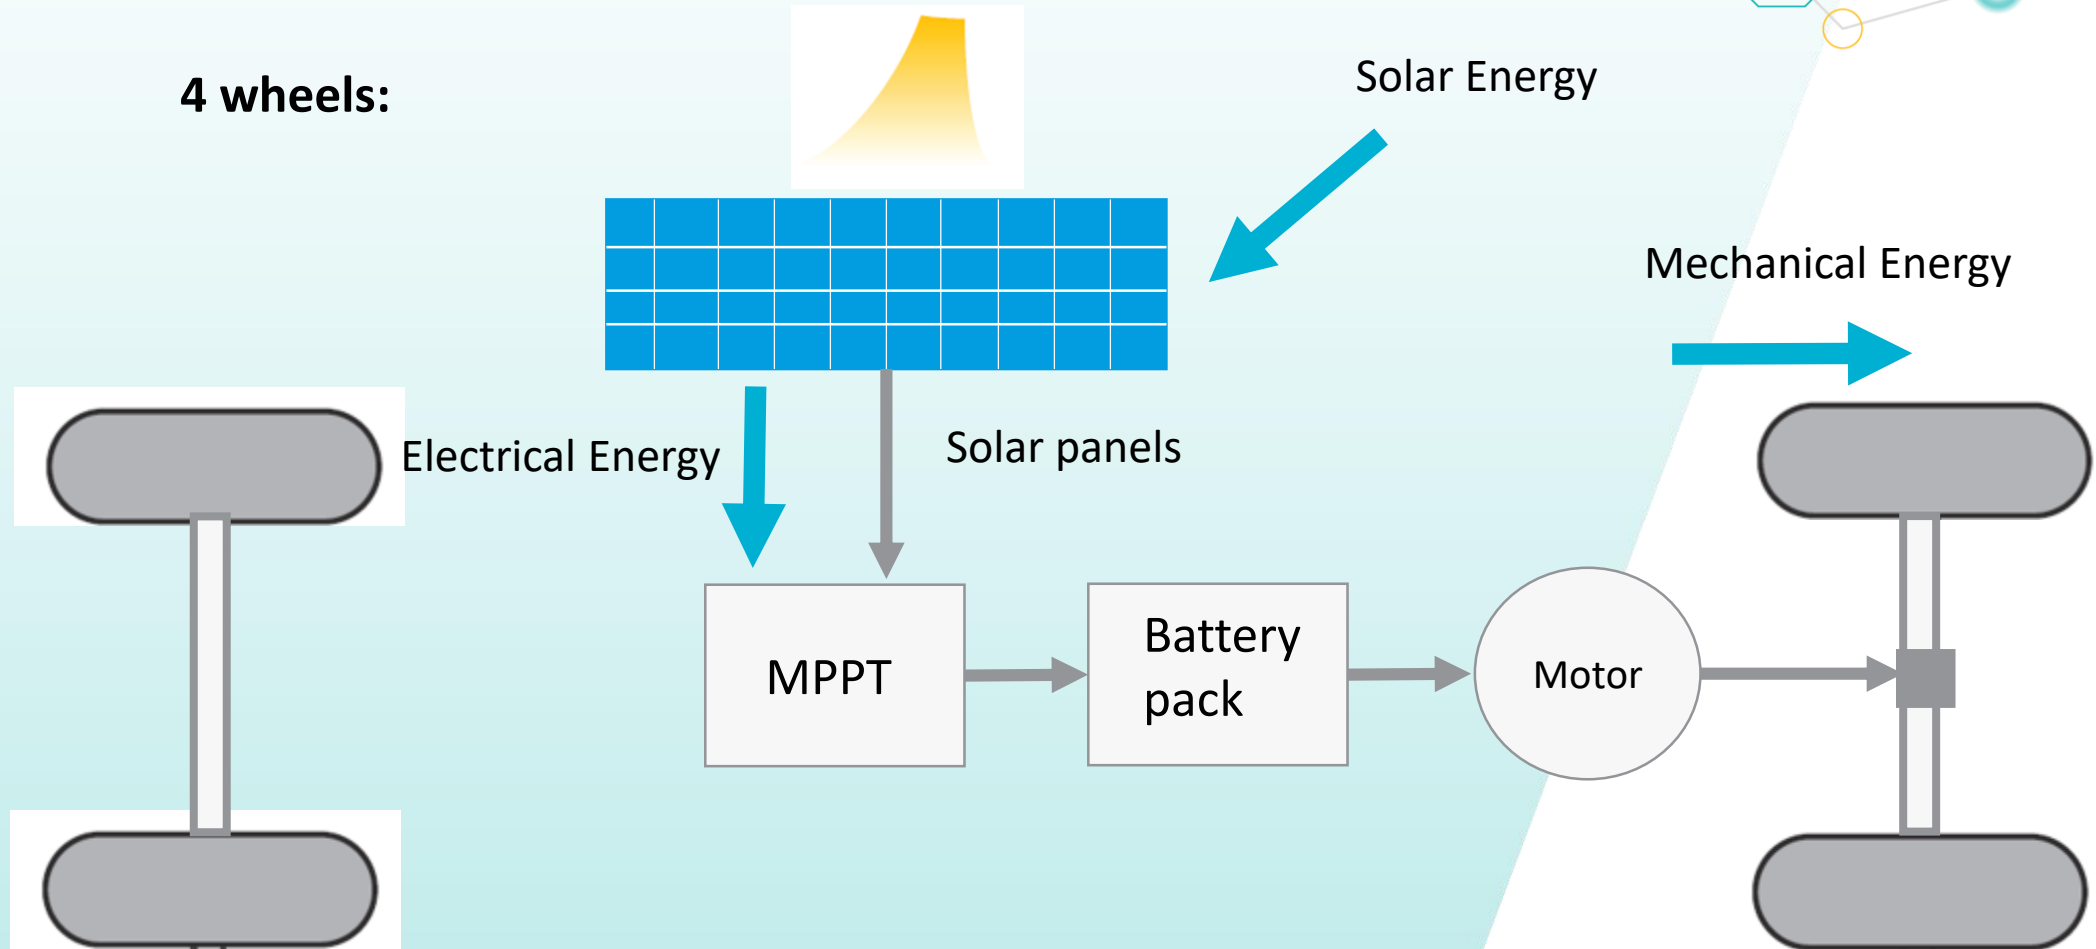 4 wheels:
Solar Energy
Mechanical Energy
Electrical Energy
Solar panels
MPPT
Battery
pack
Motor